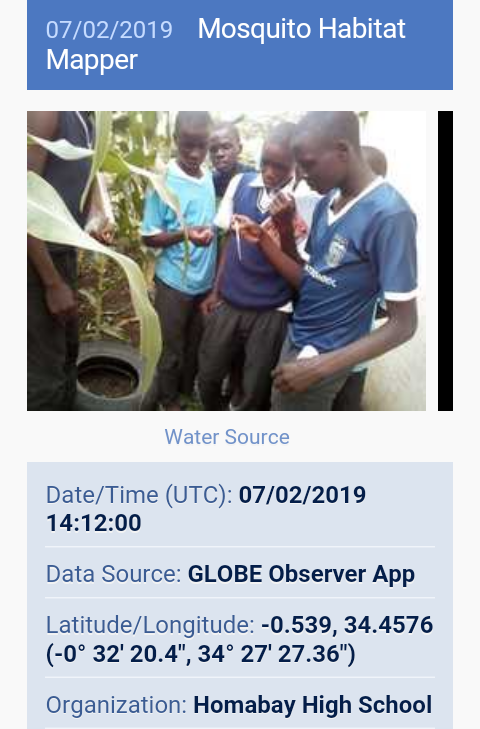 07/02/2019 Mosquito Habitat
Mapper
Water Source
Date/Time (UTC): 07/02/2019
14:12:00
Data Source: GLOBE Observer App
Latitude/Longitude: -0.539, 34.4576
(-0° 32' 20.4", 34° 27' 27.36")
Organization: Homabay High School